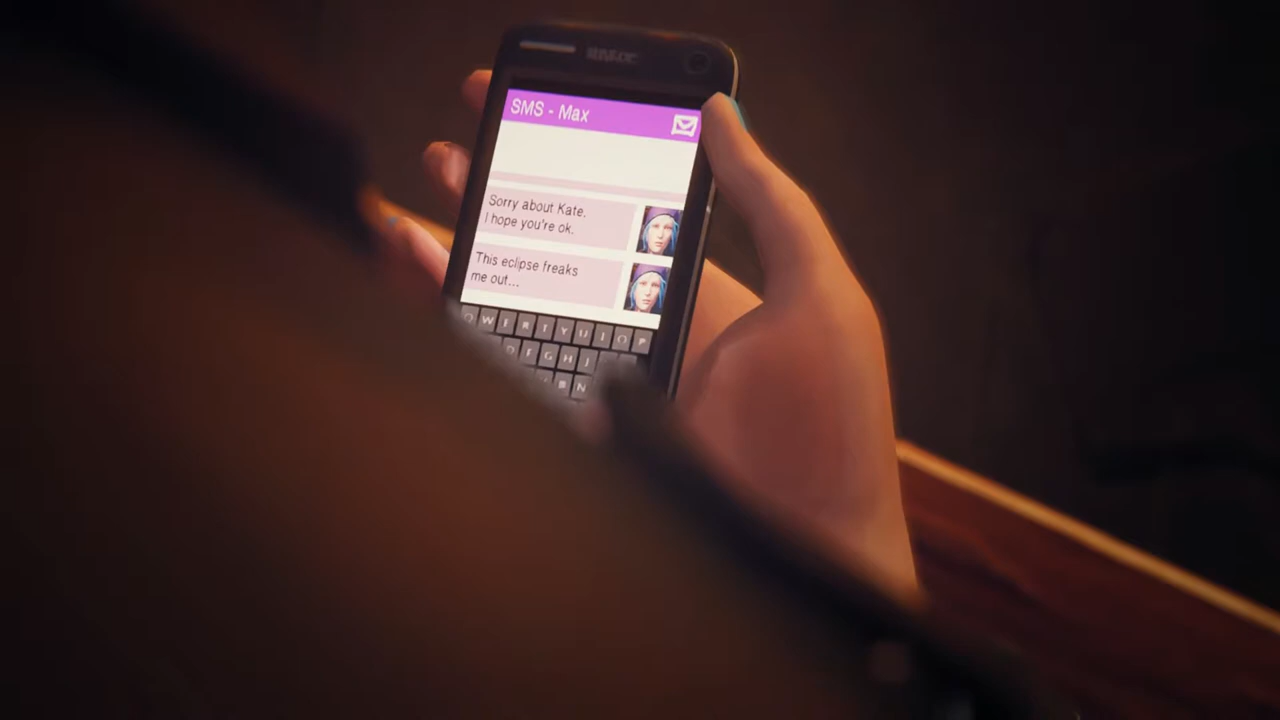 SMS - Max
Sorry about Kate.
I hope you're ok.
This eclipse freaks
me out...
Q W E R T Y U I O P
F G H J
B N